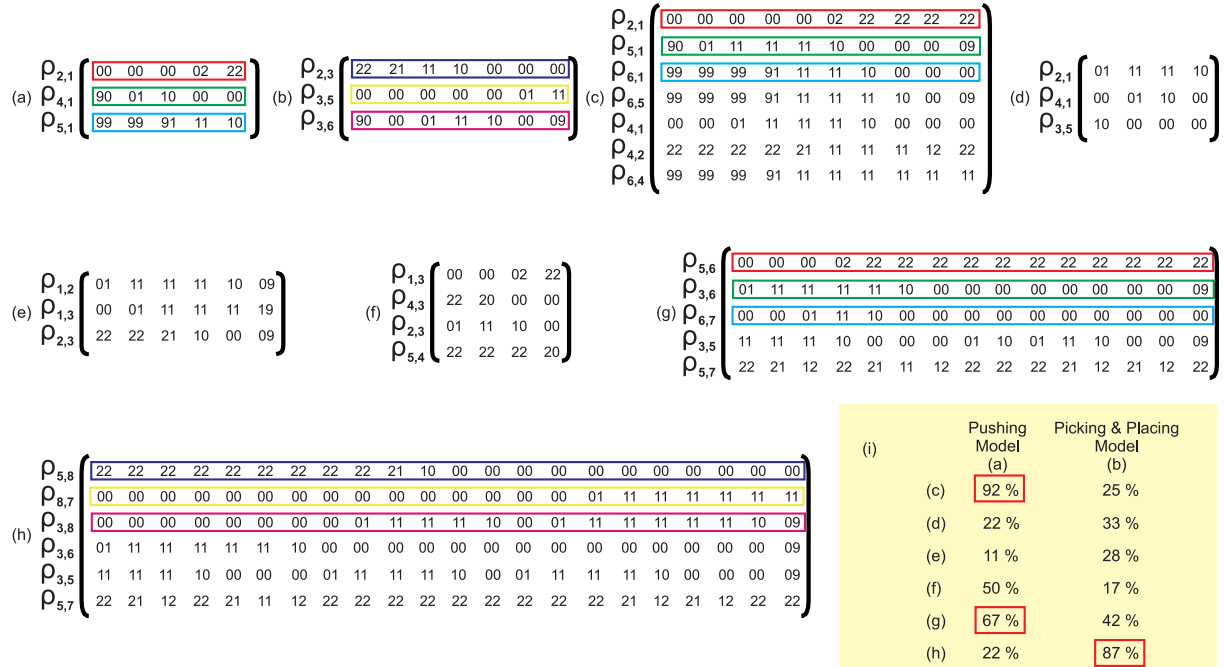 (a)
ρ2,1 00 00 00 02 22
ρ4,1 90 01 10 00 00
ρ5,1 99 99 91 11 10
(b)
ρ2,3 22 21 11 10 00 00 00
ρ3,5 00 00 00 00 00 01 11
ρ3,6 90 00 01 11 10 00 09
(c)
ρ2,1 00 00 00 00 00 02 22 22 22 22
ρ5,1 90 01 11 11 11 10 00 00 00 09
ρ6,1 99 99 99 91 11 11 10 00 00 00
ρ6,5 99 99 99 91 11 11 11 10 00 09
ρ4,1 00 00 01 11 11 11 10 00 00 00
ρ4,2 22 22 22 22 21 11 11 11 12 22
ρ6,4 99 99 99 91 11 11 11 11 11 11
(d)
ρ2,1 01 11 11 10
ρ4,1 00 01 10 00
ρ3,5 10 00 00 00
(e)
ρ1,2 01 11 11 11 10 09
ρ1,3 00 01 11 11 11 19
ρ2,3 22 22 21 10 00 09
(f)
ρ1,3 00 00 02 22
ρ4,3 22 20 00 00
ρ2,3 01 11 10 00
ρ5,4 22 22 22 20
(g)
ρ5,6 00 00 00 02 22 22 22 22 22 22 22 22 22 22
ρ3,6 01 11 11 11 11 10 00 00 00 00 00 00 00 09
ρ6,7 00 00 01 11 10 00 00 00 00 00 00 00 00 00
ρ3,5 11 11 11 10 00 00 00 01 10 01 11 10 00 00 09
ρ5,7 22 21 12 22 21 11 12 22 22 22 22 21 12 21 12 22
(h)
ρ5,8 22 22 22 22 22 22 22 22 21 10 00 00 00 00 00 00 00 00 00 00
ρ8,7 00 00 00 00 00 00 00 00 00 00 00 00 00 01 11 11 11 11 11 11
ρ3,8 00 00 00 00 00 00 00 01 11 11 11 10 00 01 11 11 11 11 10 09
ρ3,6 01 11 11 11 11 11 10 00 00 00 00 00 00 00 00 00 00 00 00 09
ρ3,5 11 11 11 10 00 00 00 01 11 11 11 10 00 01 11 11 10 00 00 09
ρ5,7 22 21 12 22 21 11 12 22 22 22 22 22 22 22 22 21 12 21 12 22 22
(i)
Pushing Picking & Placing
Model Model
(a) (b)
(c) 92 % 25 %
(d) 22 % 33 %
(e) 11 % 28 %
(f) 50 % 17 %
(g) 67 % 42 %
(h) 22 % 87 %